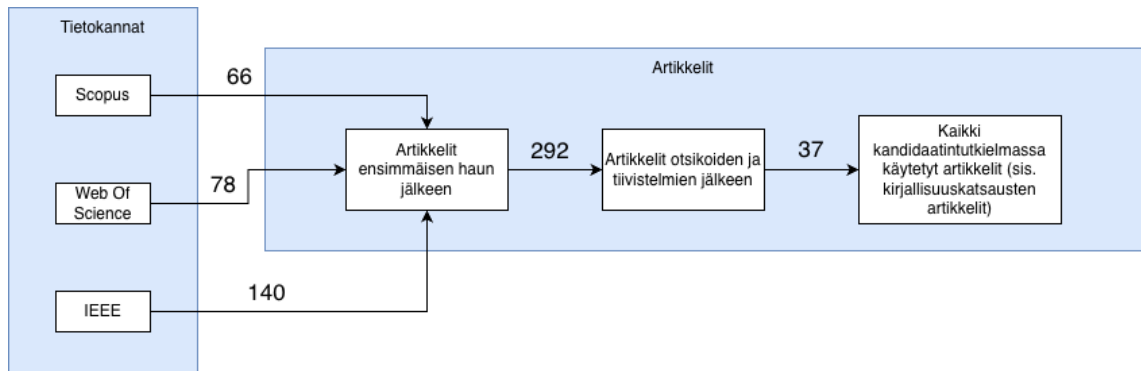 Tietokannat
Artikkelit
Scopus
66
Web Of
Science
78
IEEE
140
Artikkelit
ensimmäisen haun
jälkeen
292
Artikkelit otsikoiden ja
tiivistelmien jälkeen
37
Kaikki
kandidaatintutkielmassa
käytetyt artikkelit (sis.
kirjallisuuskatsausten
artikkelit)